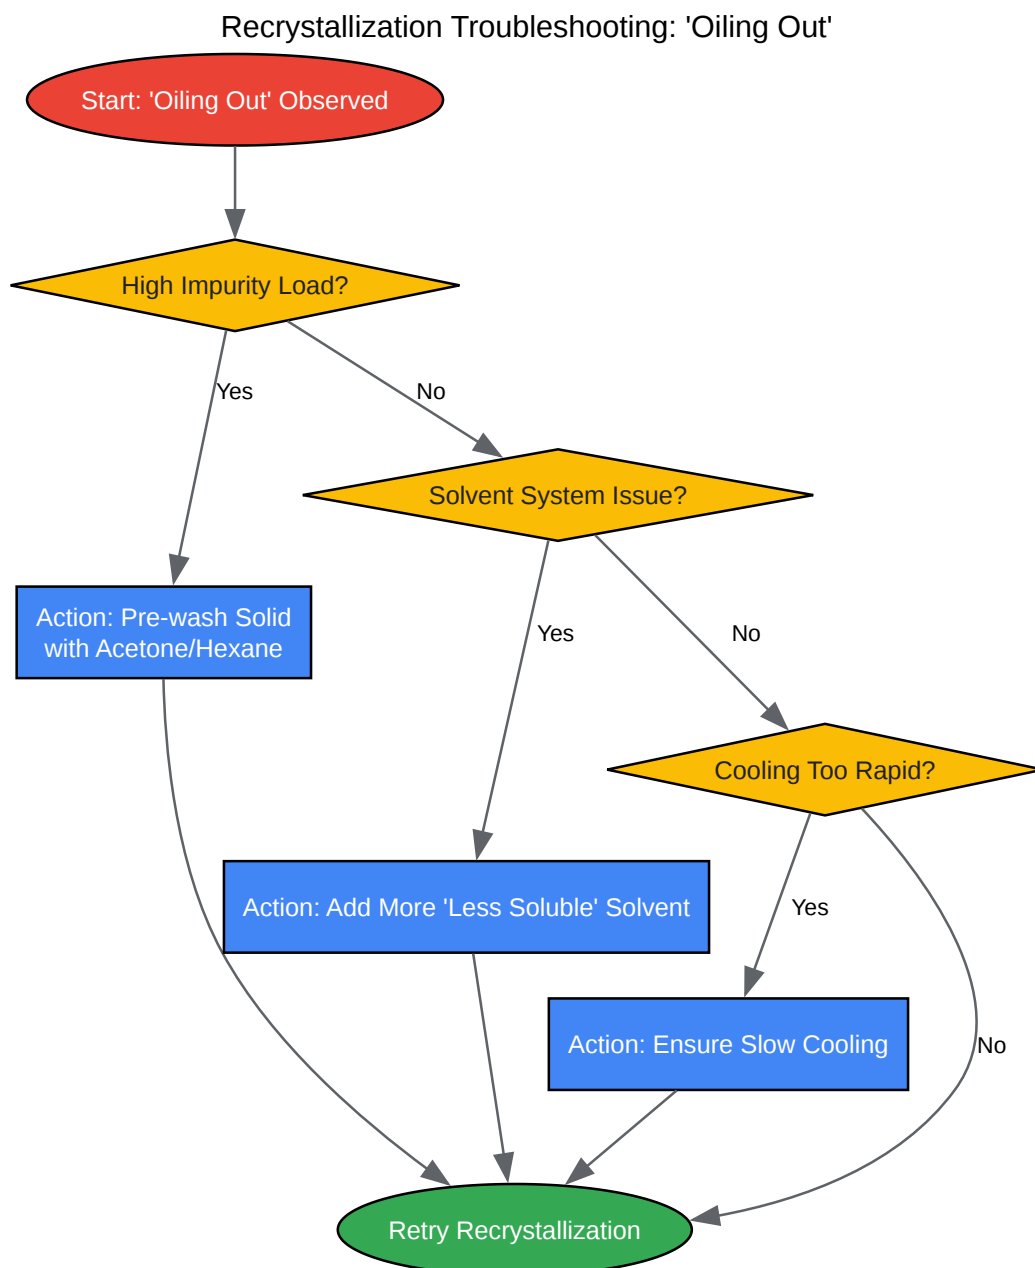 Recrystallization Troubleshooting: 'Oiling Out'
Start: 'Oiling Out' Observed
High Impurity Load?
Yes
No
Solvent System Issue?
Action: Pre-wash Solid
with Acetone/Hexane
Yes
No
Cooling Too Rapid?
Action: Add More 'Less Soluble' Solvent
Yes
Action: Ensure Slow Cooling
No
Retry Recrystallization